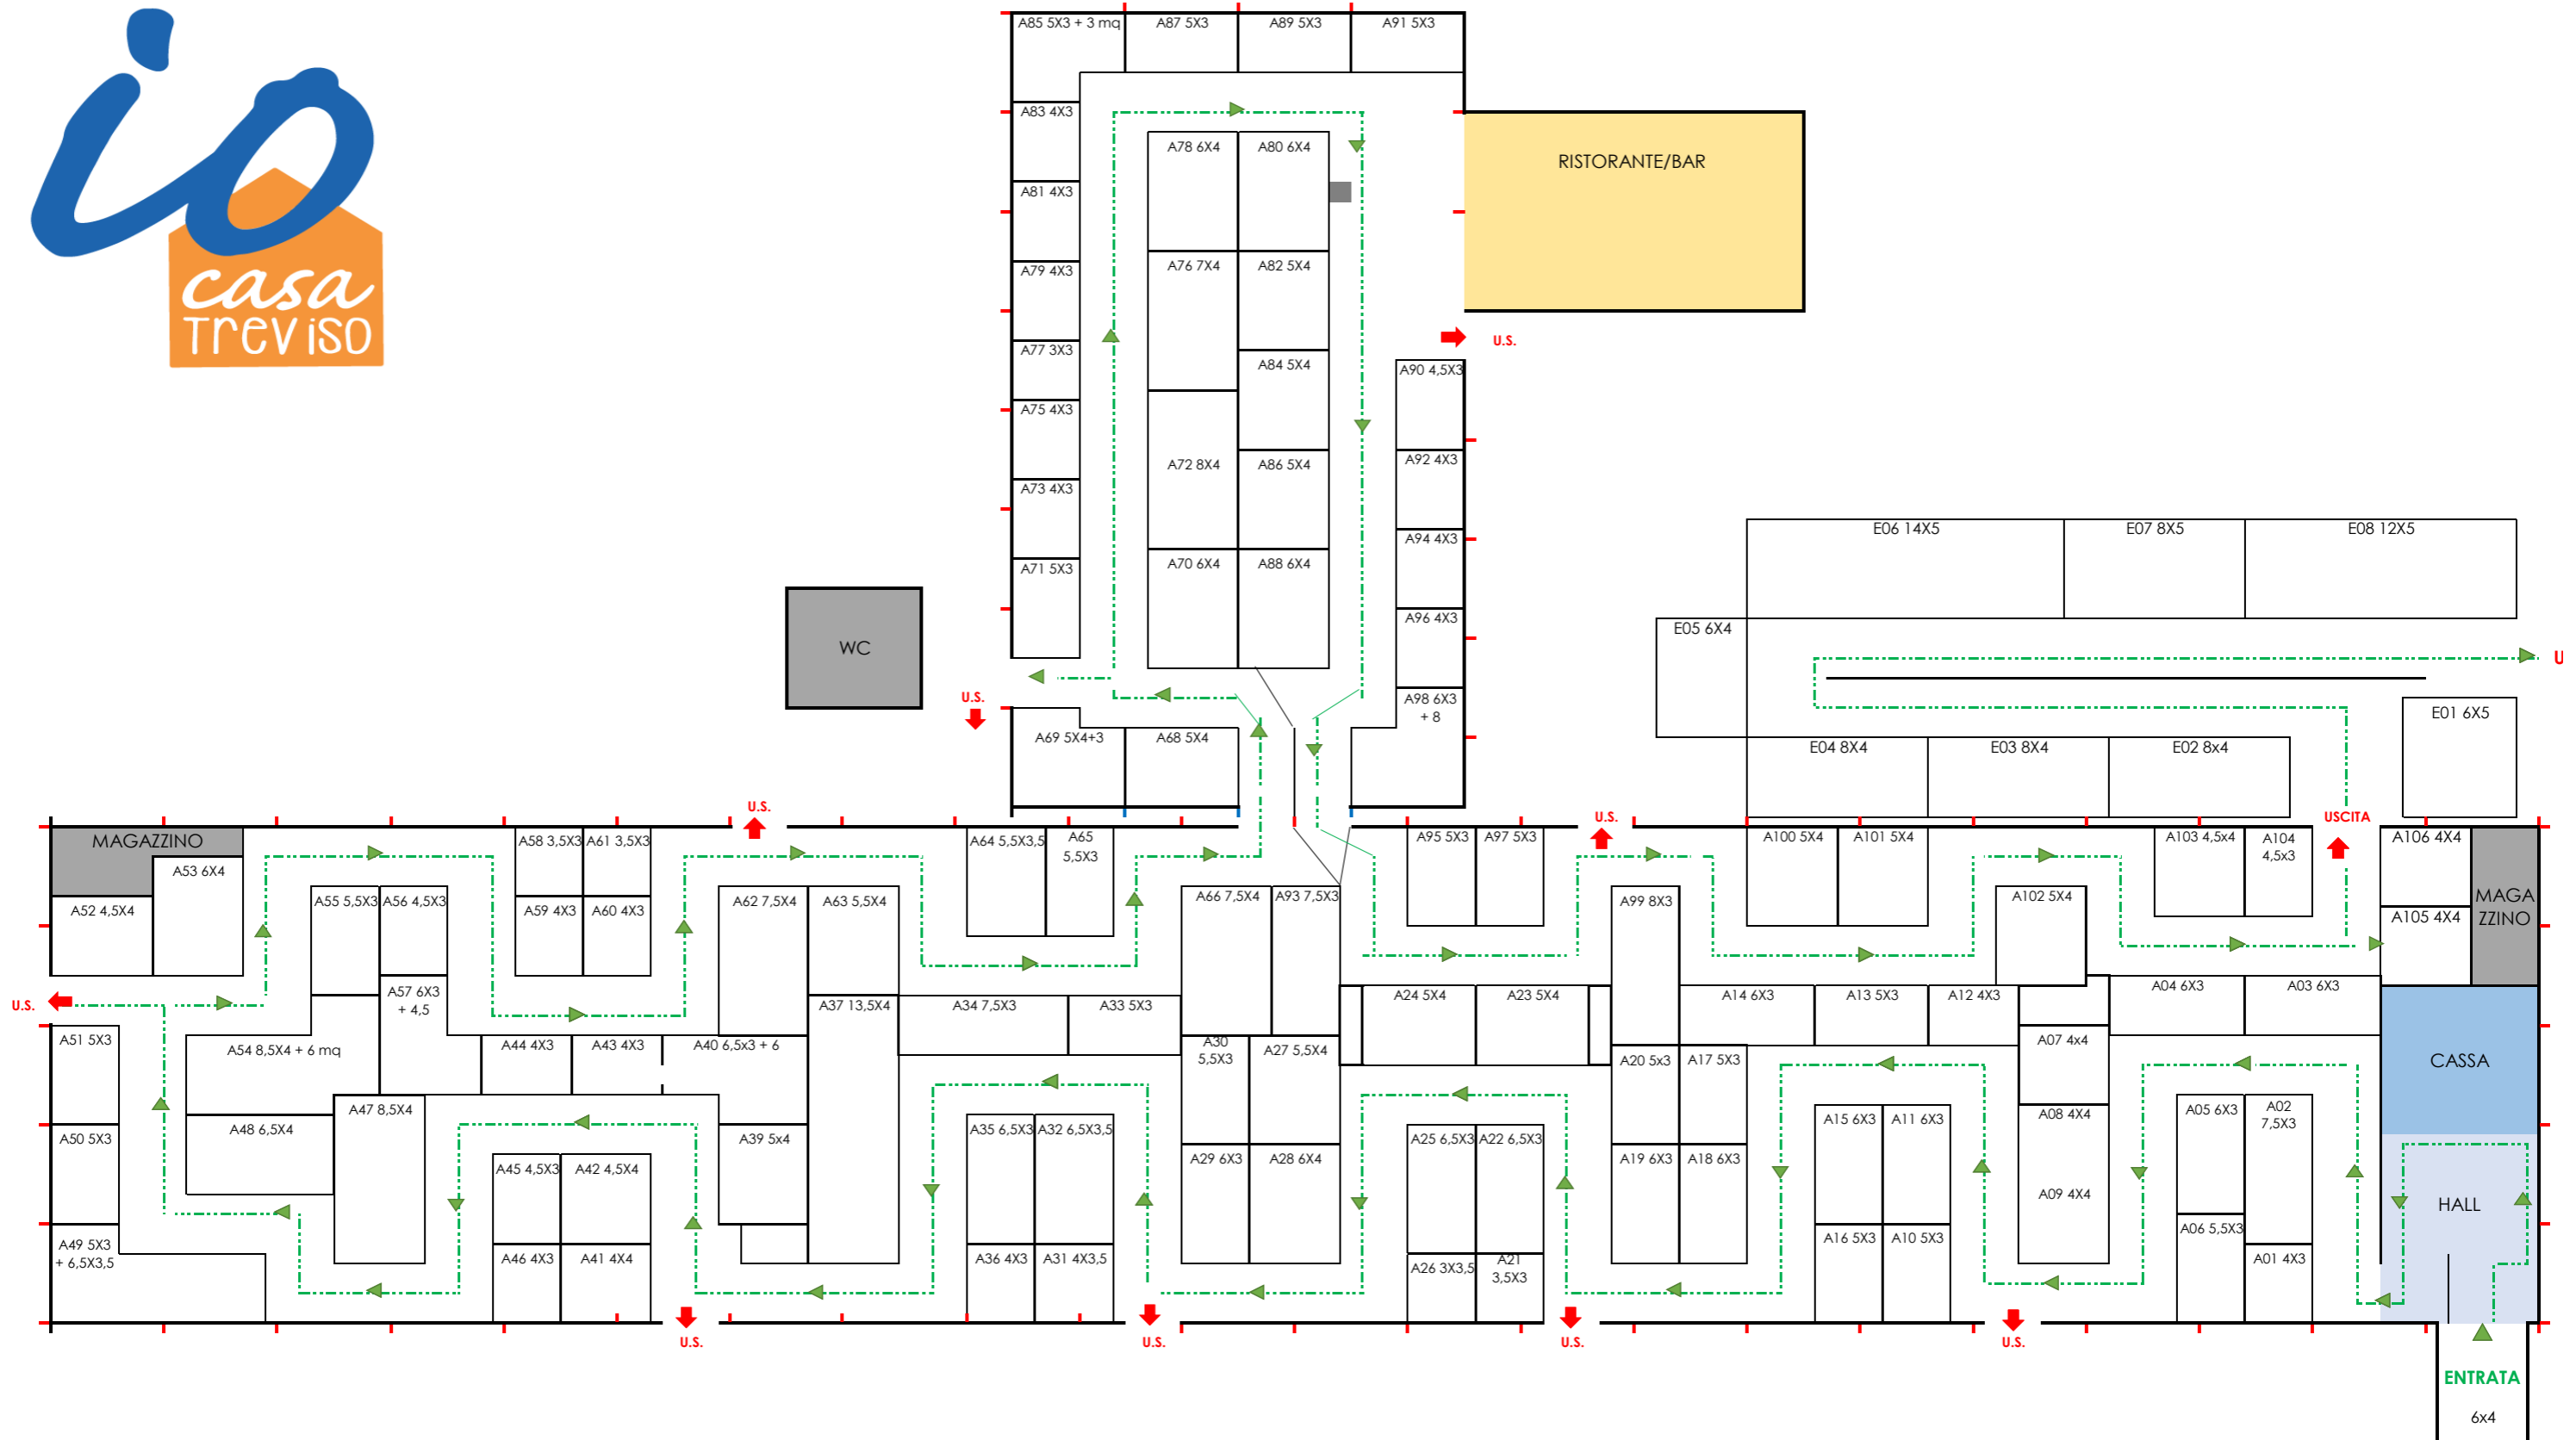 io
casa
Treviso
A85 5X3 + 3 mq
A87 5X3
A89 5X3
A91 5X3
A83 4X3
A81 4X3
A79 4X3
A77 3X3
A75 4X3
A73 4X3
A71 5X3
A78 6X4
A80 6X4
A76 7X4
A82 5X4
A84 5X4
A72 8X4
A86 5X4
A70 6X4
A88 6X4
RISTORANTE/BAR
U.S.
A90 4,5X3
A92 4X3
A94 4X3
A96 4X3
A98 6X3
+ 8
WC
U.S.
A69 5X4+3
A68 5X4
E06 14X5
E07 8X5
E08 12X5
E05 6X4
U
E01 6X5
E04 8X4
E03 8X4
E02 8x4
U.S.
U.S.
USCITA
MAGAZZINO
A53 6X4
A52 4,5X4
A55 5,5X3
A56 4,5X3
A57 6X3
+ 4,5
A58 3,5X3
A61 3,5X3
A59 4X3
A60 4X3
A62 7,5X4
A63 5,5X4
A64 5,5X3,5
A65
5,5X3
A66 7,5X4
A93 7,5X3
A95 5X3
A97 5X3
A99 8X3
A100 5X4
A101 5X4
A102 5X4
A103 4,5x4
A104
4,5x3
A106 4X4
A105 4X4
MAGA
ZZINO
U.S.
A51 5X3
A50 5X3
A49 5X3
+ 6,5X3,5
A54 8,5X4 + 6 mq
A48 6,5X4
A47 8,5X4
A44 4X3
A43 4X3
A40 6,5x3 + 6
A37 13,5X4
A34 7,5X3
A33 5X3
A39 5x4
A45 4,5X3
A42 4,5X4
A46 4X3
A41 4X4
A35 6,5X3
A32 6,5X3,5
A36 4X3
A31 4X3,5
A30
5,5X3
A27 5,5X4
A29 6X3
A28 6X4
A24 5X4
A23 5X4
A25 6,5X3
A22 6,5X3
A26 3X3,5
A21
3,5X3
A20 5x3
A17 5X3
A19 6X3
A18 6X3
A14 6X3
A13 5X3
A12 4X3
A15 6X3
A11 6X3
A16 5X3
A10 5X3
A07 4x4
A08 4X4
A09 4X4
A04 6X3
A03 6X3
A05 6X3
A02
7,5X3
A06 5,5X3
A01 4X3
CASSA
HALL
U.S.
U.S.
U.S.
U.S.
ENTRATA
6x4